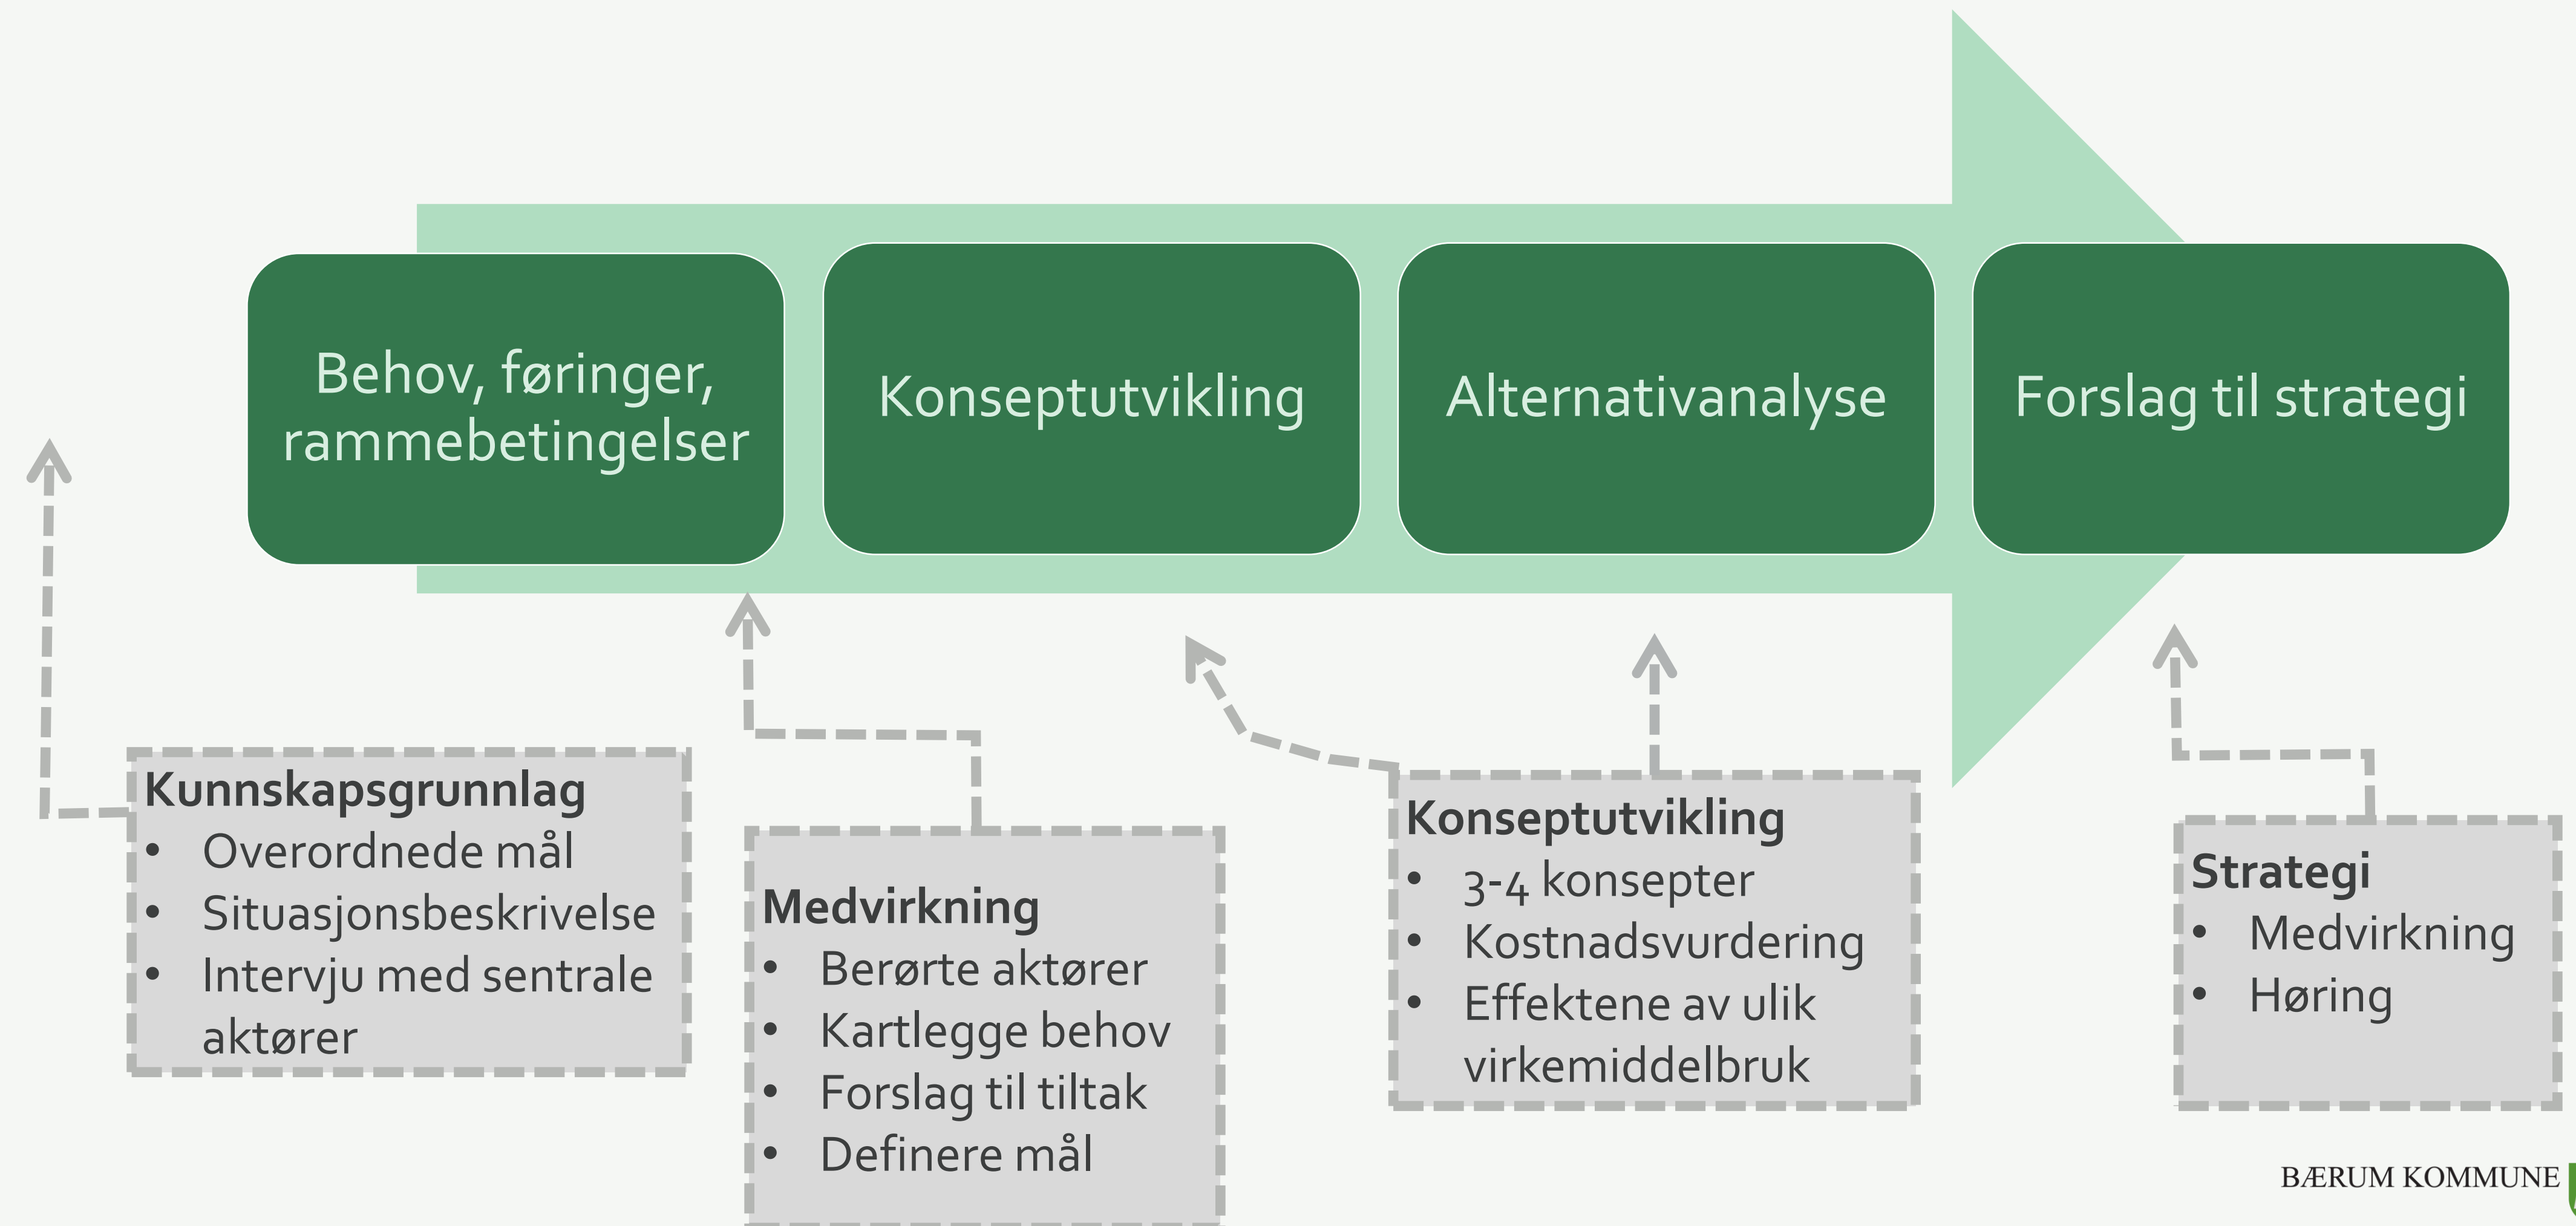 Behov, føringer,
rammebetingelser
Konseptutvikling
Alternativanalyse
Forslag til strategi
Kunnskapsgrunnlag
• Overordnede mål
• Situasjonsbeskrivelse
• Intervju med sentrale
aktører
Medvirkning
• Berørte aktører
• Kartlegge behov
• Forslag til tiltak
• Definere mål
Konseptutvikling
• 3-4 konsepter
• Kostnadsvurdering
• Effektene av ulik
virkemiddelbruk
Strategi
• Medvirkning
• Høring
BÆRUM KOMMUNE